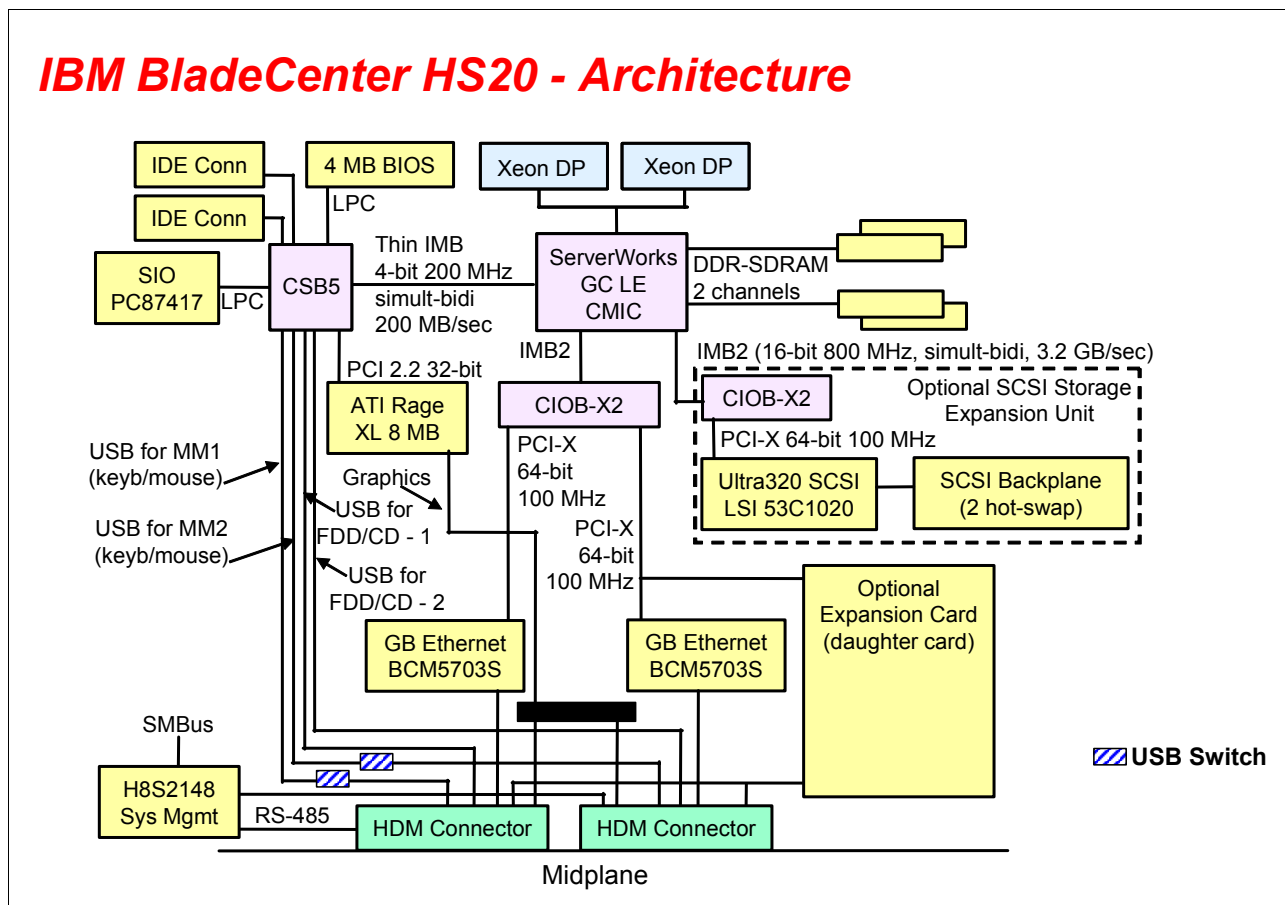 IBM BladeCenter HS20 - Architecture
IDE Conn
4 MB BIOS
Xeon DP
Xeon DP
IDE Conn
LPC
SIO
PC87417
LPC
CSB5
Thin IMB
4-bit 200 MHz
simult-bidi
200 MB/sec
ServerWorks
GC LE
CMIC
DDR-SDRAM
2 channels
IMB2
IMB2 (16-bit 800 MHz, simult-bidi, 3.2 GB/sec)
PCI 2.2 32-bit
ATI Rage
XL 8 MB
CIOB-X2
CIOB-X2
Optional SCSI Storage
Expansion Unit
PCI-X 64-bit 100 MHz
Ultra320 SCSI
LSI 53C1020
SCSI Backplane
(2 hot-swap)
USB for MM1
(keyb/mouse)
Graphics
PCI-X
64-bit
100 MHz
USB for
FDD/CD - 1
USB for MM2
(keyb/mouse)
PCI-X
64-bit
100 MHz
USB for
FDD/CD - 2
Optional
Expansion Card
(daughter card)
GB Ethernet
BCM5703S
GB Ethernet
BCM5703S
SMBus
USB Switch
H8S2148
Sys Mgmt
RS-485
HDM Connector
HDM Connector
Midplane